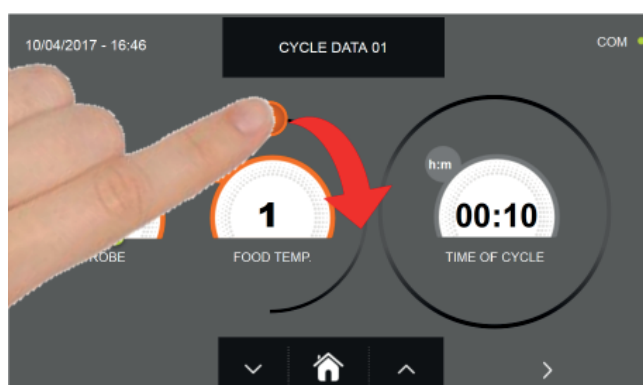 10/04/2017 - 16:46
CYCLE DATA 01
COM
h:m
1
00:10
ROBE
FOOD TEMP.
TIME OF CYCLE